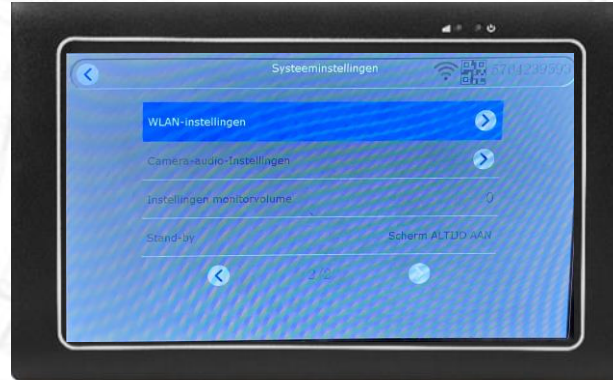 Systeeminstellingen
WLAN-instellingen
Camera-audio-Instellingen
Instellingen monitorvolume
Stand-by Scherm ALTIJD AAN